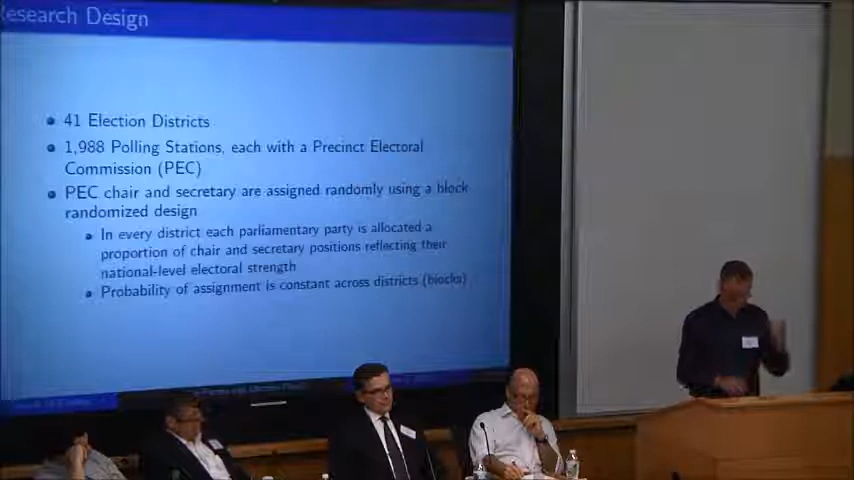 Research Design
41 Election Districts
1,988 Polling Stations, each with a Precinct Electoral
Commission (PEC)
PEC chair and secretary are assigned randomly using a block
randomized design
In every district each parliamentary party is allocated a
proportion of chair and secretary positions reflecting their
national-level electoral strength
Probability of assignment is constant across districts (blocks)